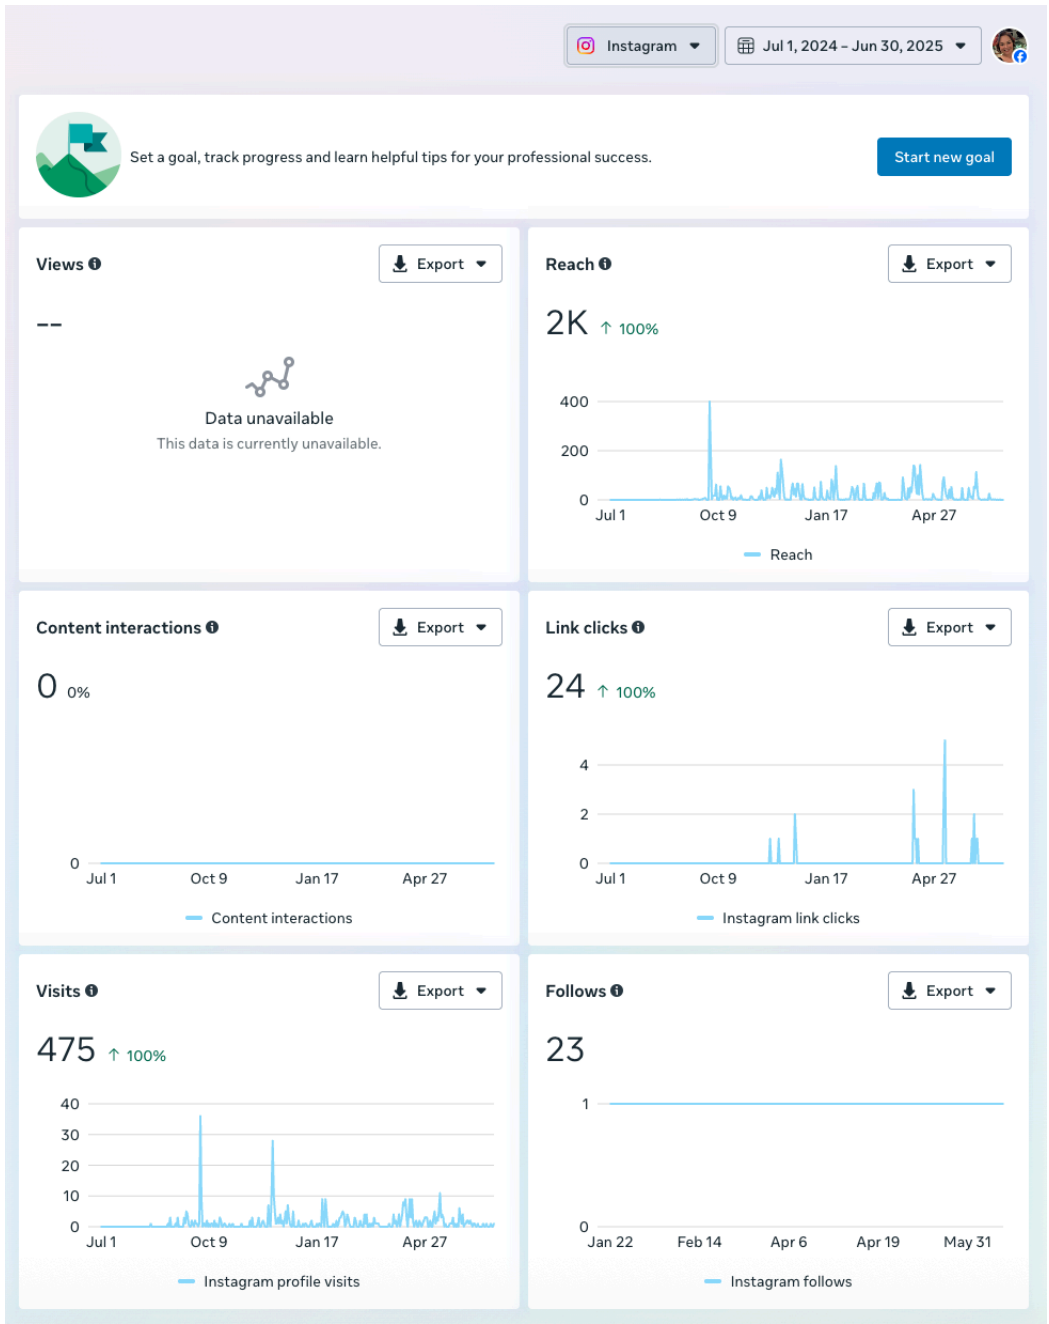 Instagram
Jul 1, 2024 – Jun 30, 2025
Set a goal, track progress and learn helpful tips for your professional success.
Start new goal
Views
Export
--
Data unavailable
This data is currently unavailable.
Reach
Export
2K ↑ 100%
400
200
0
Jul 1 Oct 9 Jan 17 Apr 27
Reach
Content interactions
Export
0 0%
0
Jul 1 Oct 9 Jan 17 Apr 27
Content interactions
Link clicks
Export
24 ↑ 100%
4
2
0
Jul 1 Oct 9 Jan 17 Apr 27
Instagram link clicks
Visits
Export
475 ↑ 100%
40
30
20
10
0
Jul 1 Oct 9 Jan 17 Apr 27
Instagram profile visits
Follows
Export
23
1
0
Jan 22 Feb 14 Apr 6 Apr 19 May 31
Instagram follows